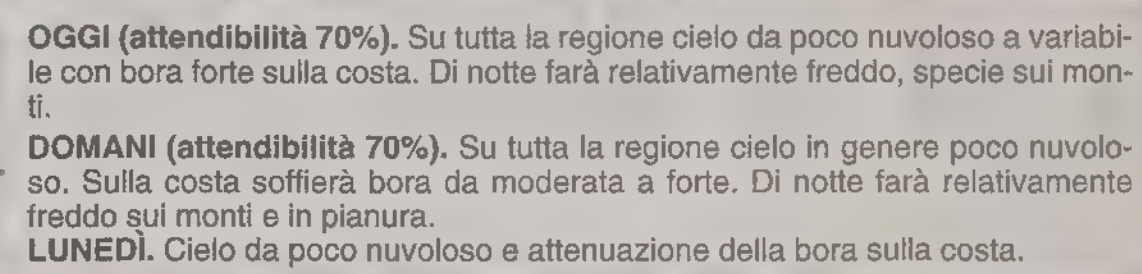 OGGI (attendibilità 70%). Su tutta la regione cielo da poco nuvoloso a variabi-
le con bora forte sulla costa. Di notte farà relativamente freddo, specie sui mon-
ti.
DOMANI (attendibilità 70%). Su tutta la regione cielo in genere poco nuvolo-
so. Sulla costa soffierà bora da moderata a forte. Di notte farà relativamente
freddo sui monti e in pianura.
LUNEDÌ. Cielo da poco nuvoloso e attenuazione della bora sulla costa.